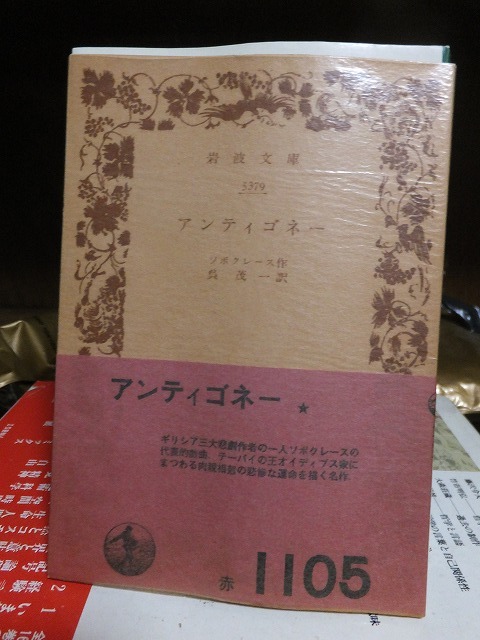 岩波文庫
5379
アンティゴネー
ソポクレース作
呉茂一訳
アンティゴネー ★
ギリシア三大悲劇作者の一人ソポクレースの
代表的戯曲．テーバイの王オイディプス家に
まつわる肉親相剋の悲惨な運命を描く名作
赤 1105